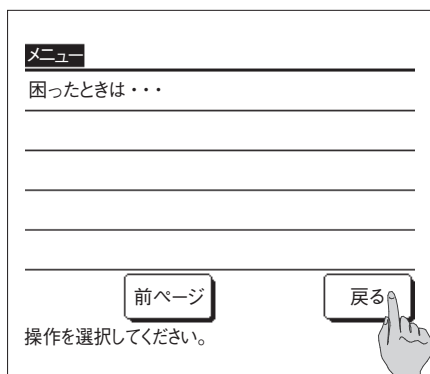 メニュー
困ったときは・・・
前ページ
戻る
操作を選択してください。